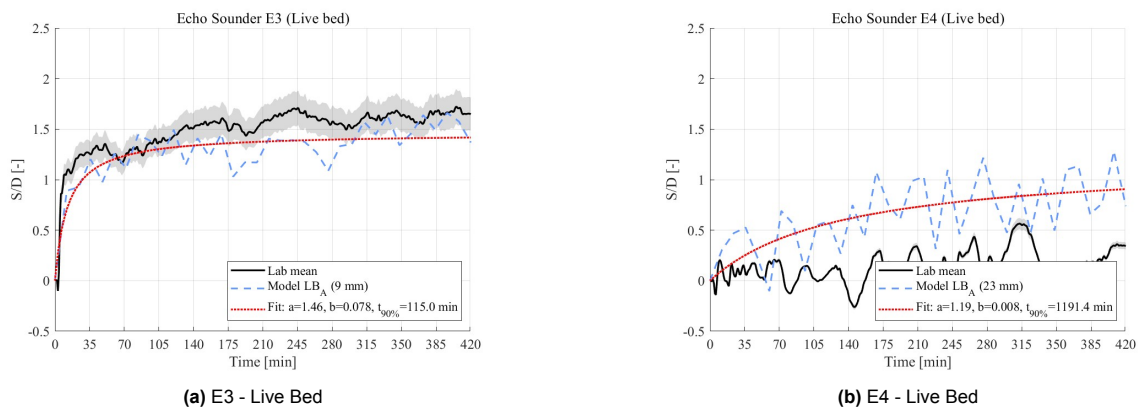 Echo Sounder E3 (Live bed)
2.5
2
1.5
1
0.5
0
-0.5
S/D [-]
0 35 70 105 140 175 210 245 280 315 350 385 420
Time [min]
Lab mean
Model LB_A (9 mm)
Fit: a=1.46, b=0.078, t_90%=115.0 min
(a) E3 - Live Bed
Echo Sounder E4 (Live bed)
2.5
2
1.5
1
0.5
0
-0.5
S/D [-]
0 35 70 105 140 175 210 245 280 315 350 385 420
Time [min]
Lab mean
Model LB_A (23 mm)
Fit: a=1.19, b=0.008, t_90%=1191.4 min
(b) E4 - Live Bed